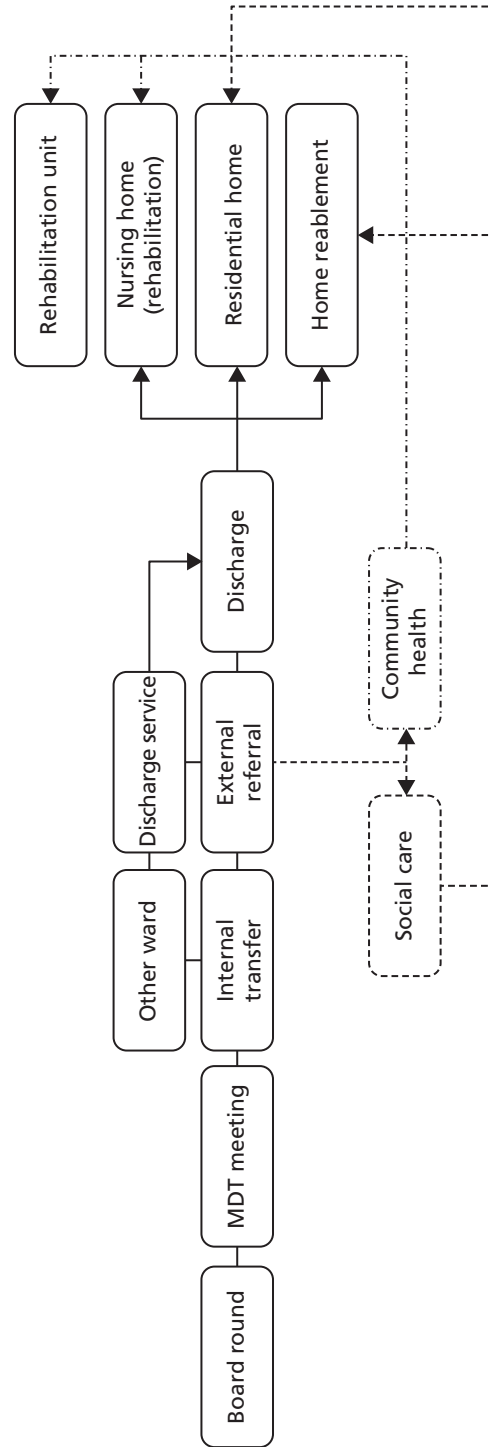 Board round
MDT meeting
Other ward
Internal
transfer
Discharge service
External
referral
Discharge
Social care
Community
health
Rehabilitation unit
Nursing home
(rehabilitation)
Residential home
Home reablement